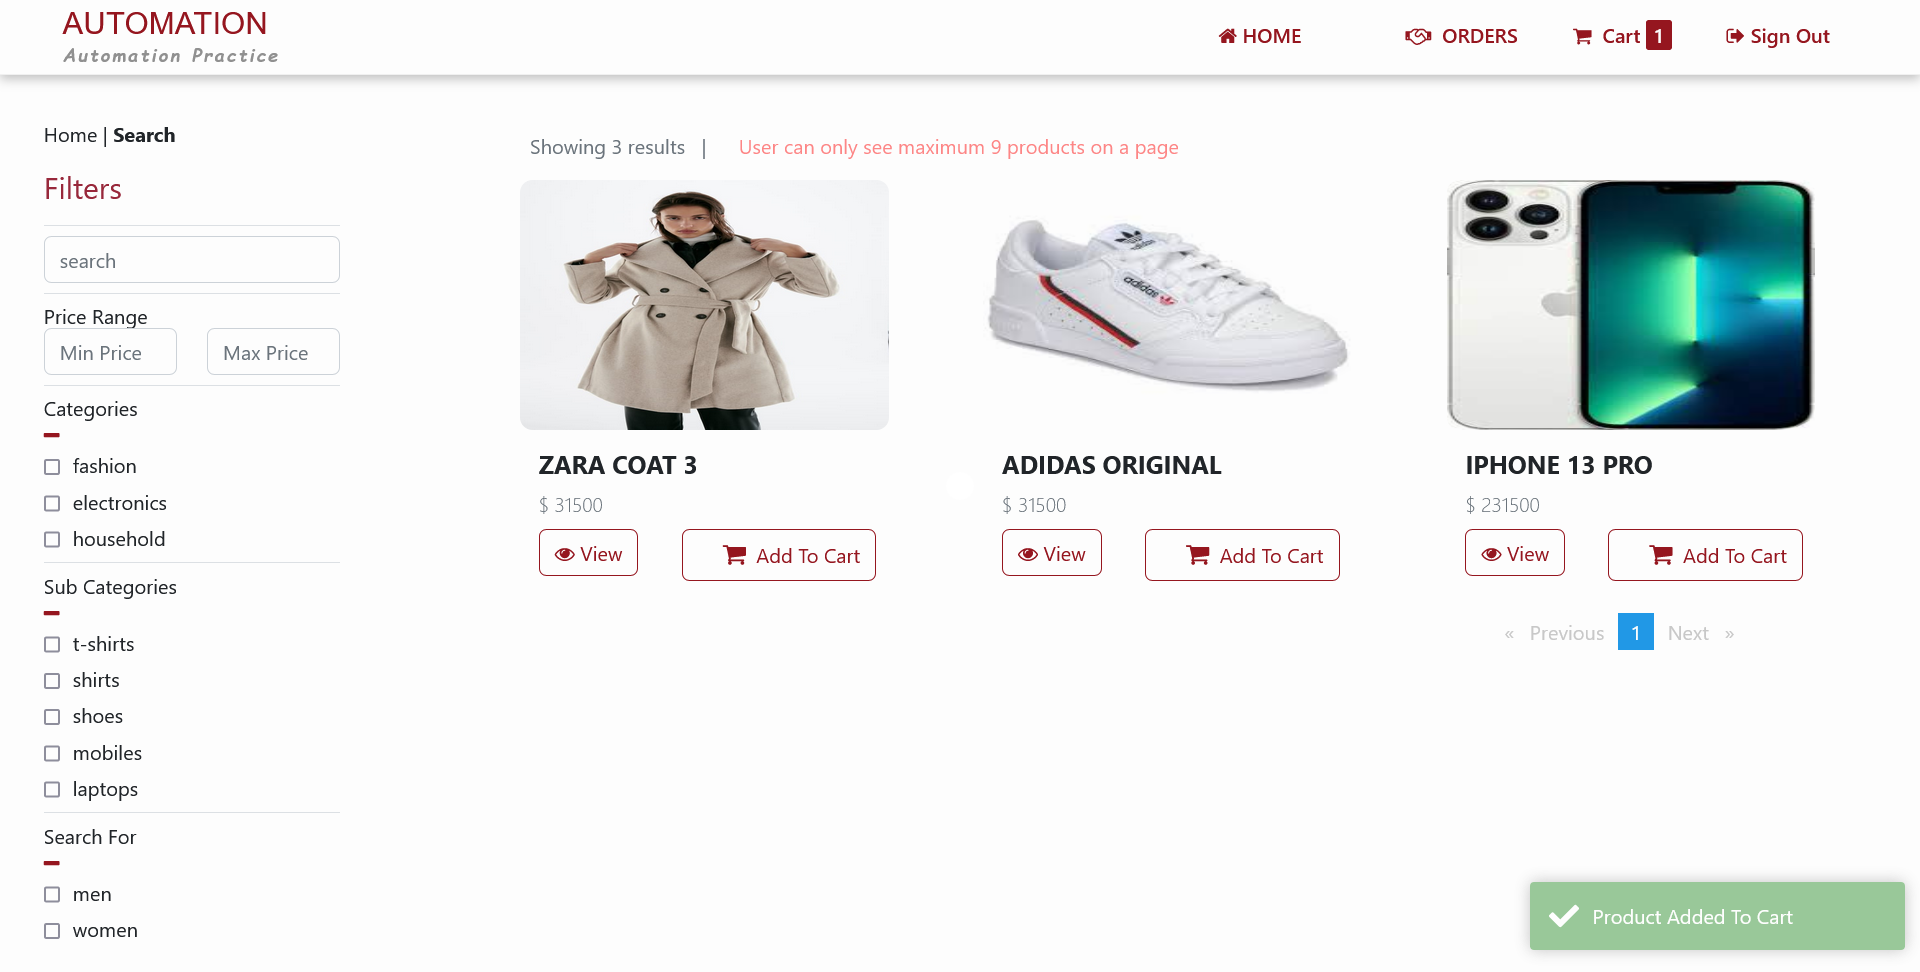 AUTOMATION
Automation Practice
HOME
ORDERS
Cart 1
Sign Out
Home | Search
Filters
search
Price Range
Min Price
Max Price
Categories
fashion
electronics
household
Sub Categories
t-shirts
shirts
shoes
mobiles
laptops
Search For
men
women
Showing 3 results |
User can only see maximum 9 products on a page
ZARA COAT 3
$ 31500
View
Add To Cart
adidas
adidas
ADIDAS ORIGINAL
$ 31500
View
Add To Cart
IPHONE 13 PRO
$ 231500
View
Add To Cart
« Previous 1 Next »
Product Added To Cart